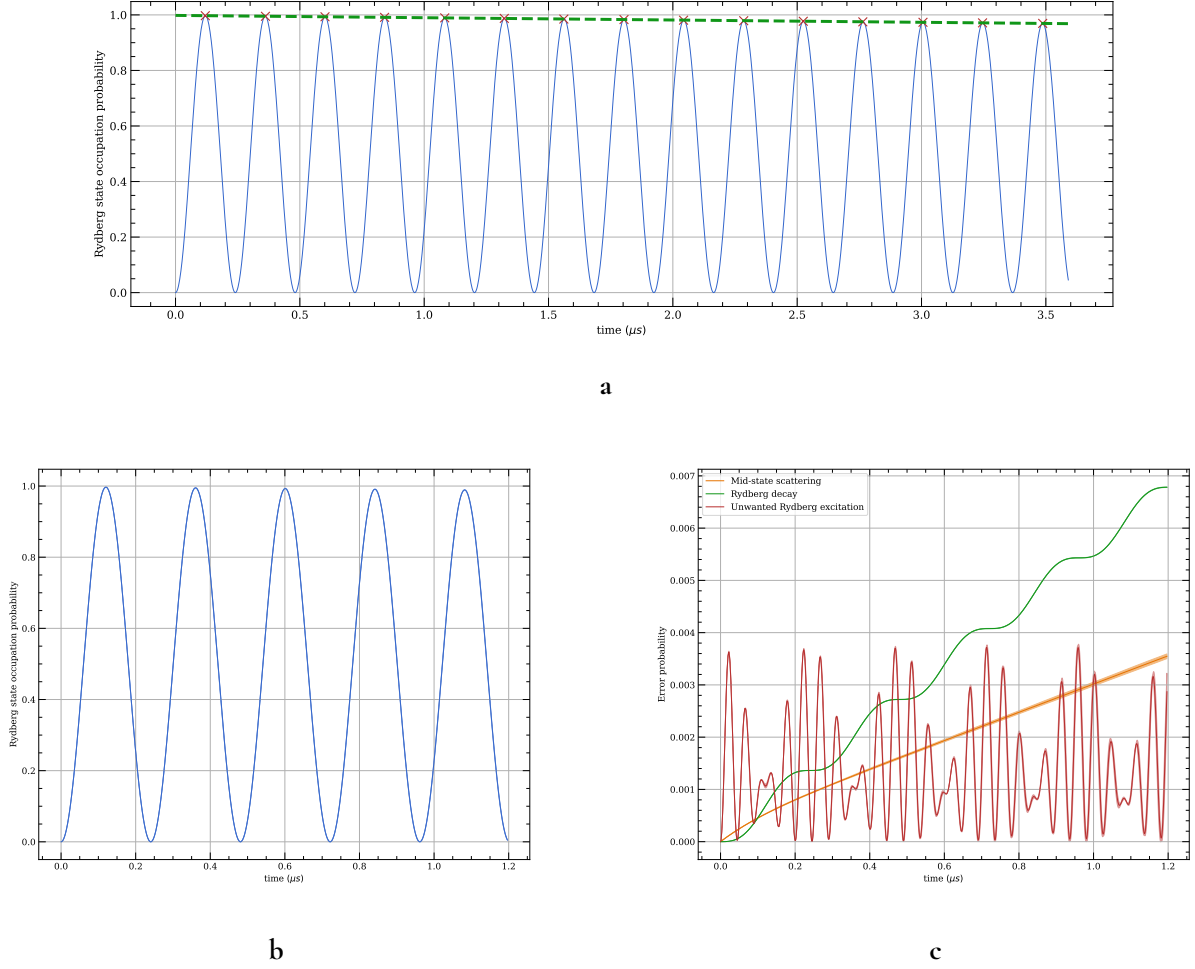 1.0
0.8
0.6
0.4
0.2
0.0
Rydberg state occupation probability
0.0 0.5 1.0 1.5 2.0 2.5 3.0 3.5
time (μs)
a
1.0
0.8
0.6
0.4
0.2
0.0
Rydberg state occupation probability
0.0 0.2 0.4 0.6 0.8 1.0 1.2
time (μs)
b
0.007
0.006
0.005
0.004
0.003
0.002
0.001
0.000
Error probability
Mid-state scattering
Rydberg decay
Unwanted Rydberg excitation
0.0 0.2 0.4 0.6 0.8 1.0 1.2
time (μs)
c